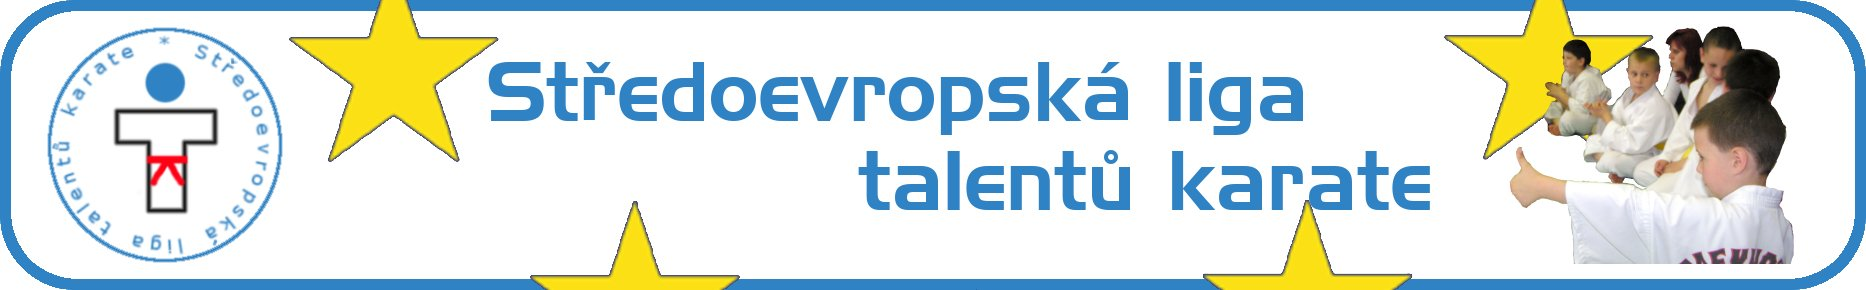 Středoevropská liga
talentů karate
* Středoevropská liga talentů karate